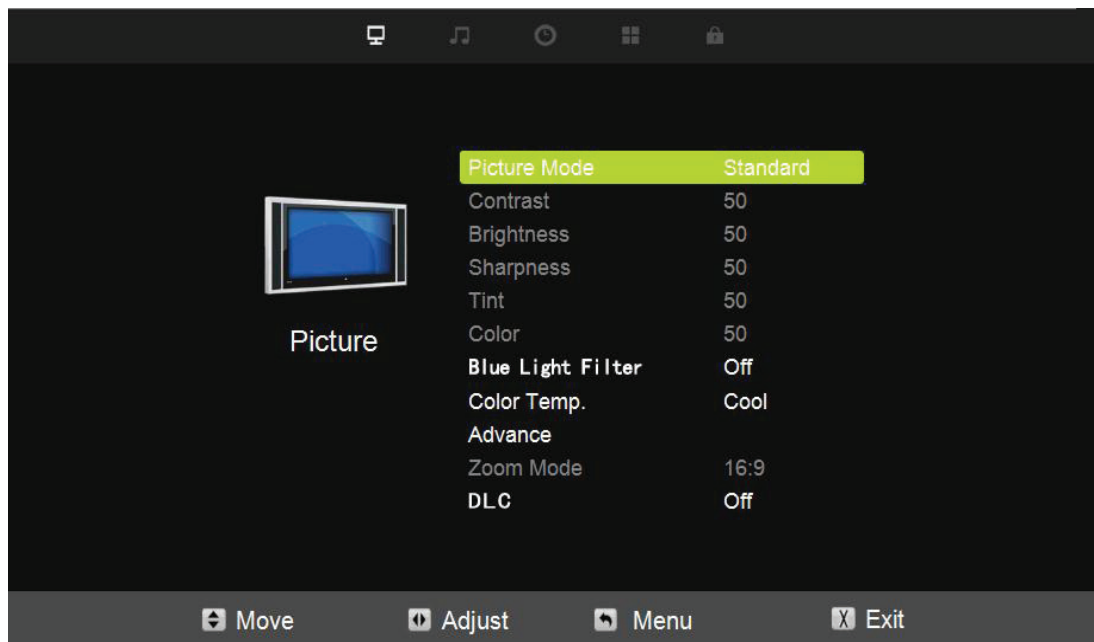 Picture Mode Standard
Contrast 50
Brightness 50
Sharpness 50
Tint 50
Picture
Color 50
Blue Light Filter Off
Color Temp. Cool
Advance
Zoom Mode 16:9
DLC Off
Move Adjust Menu X Exit